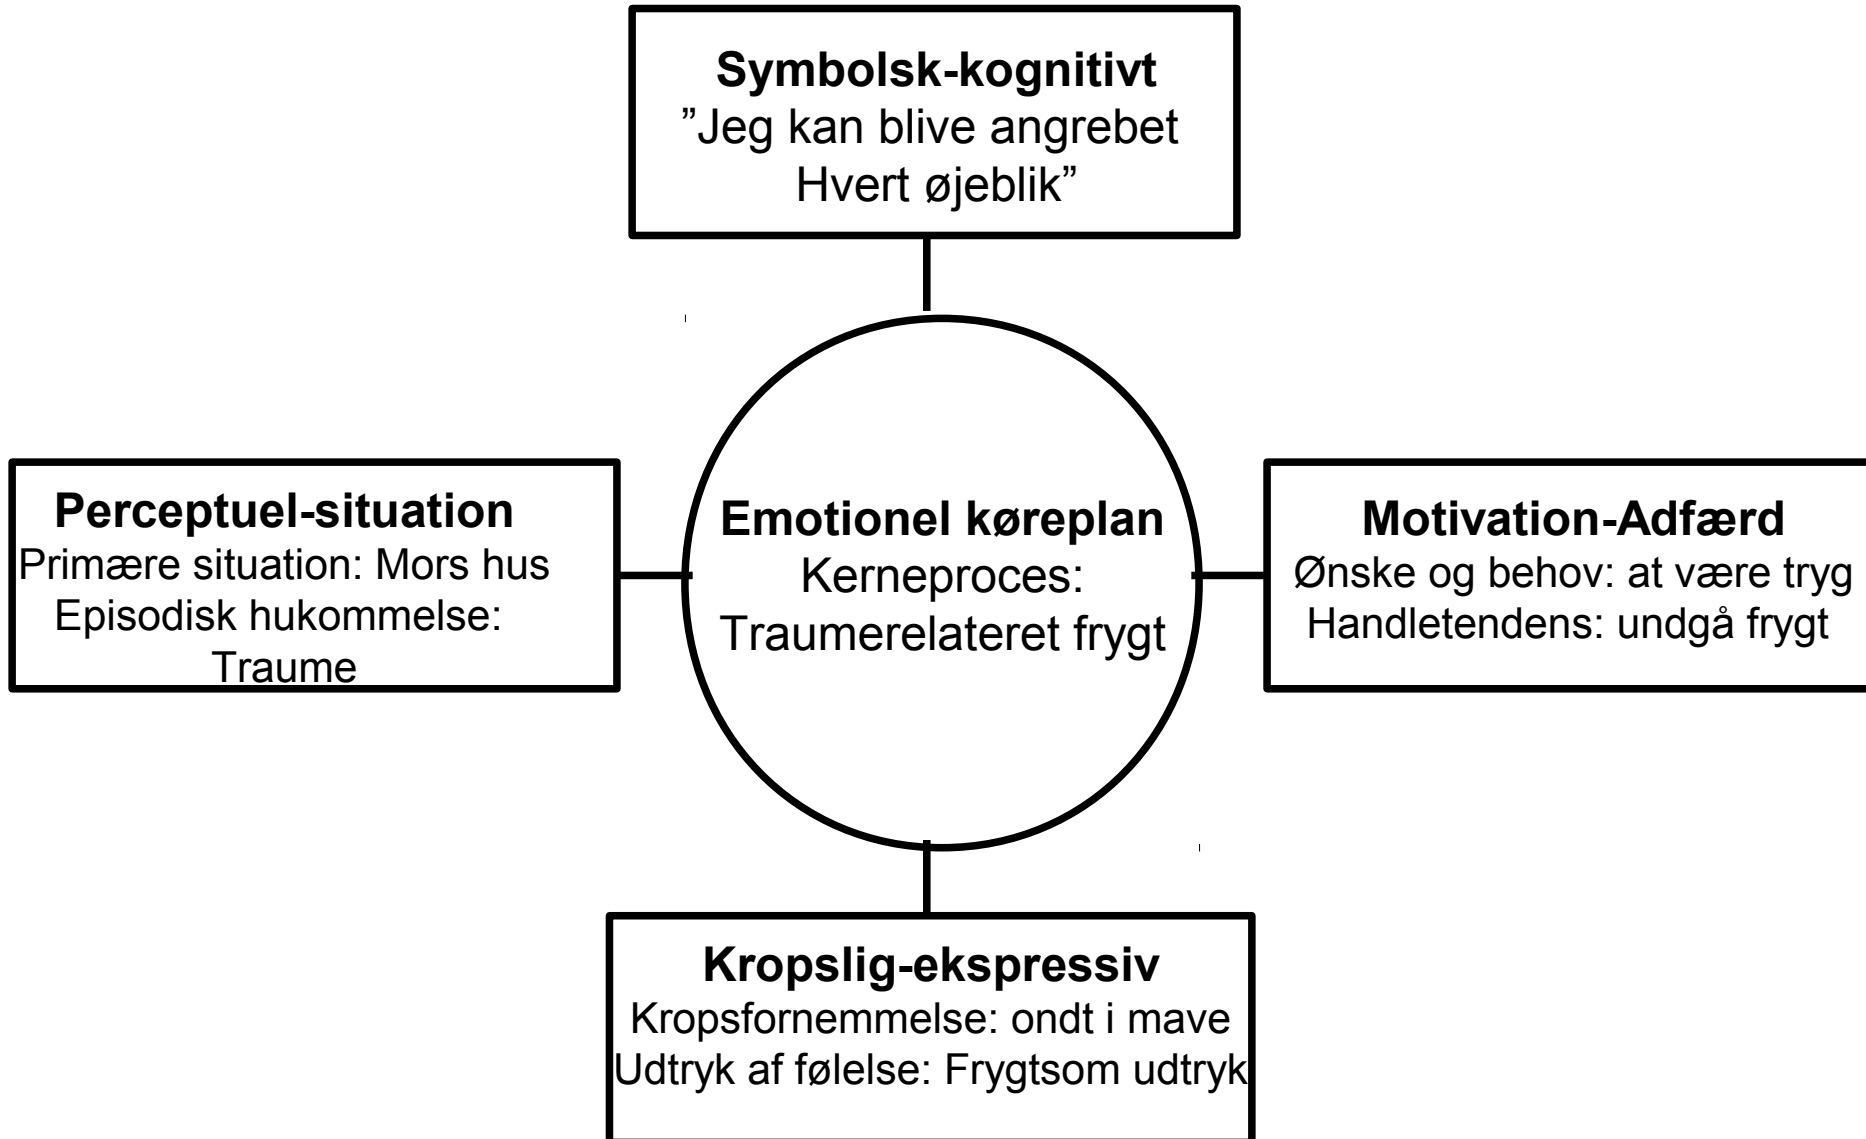 Symbolsk-kognitivt
”Jeg kan blive angrebet
Hvert øjeblik”
Perceptuel-situation
Primære situation: Mors hus
Episodisk hukommelse:
Traume
Emotionel køreplan
Kerneproces:
Traumerelateret frygt
Motivation-Adfærd
Ønske og behov: at være tryg
Handletendens: undgå frygt
Kropslig-ekspressiv
Kropsfornemmelse: ondt i mave
Udtryk af følelse: Frygtsom udtryk